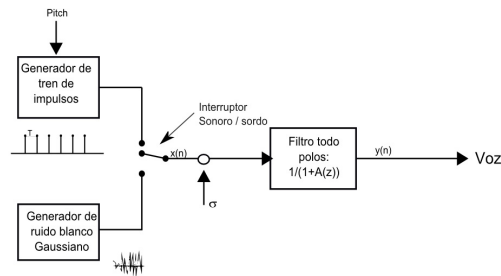 Pitch
Generador de
tren de
impulsos
T
Interruptor
Sonoro / sordo
x(n)
σ
Filtro todo
polos:
1/(1+A(z))
y(n)
Voz
Generador de
ruido blanco
Gaussiano